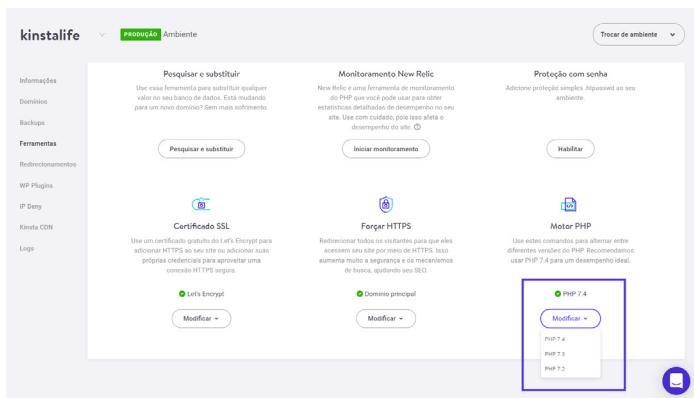 kinstalife
PRODUÇÃO Ambiente
Trocar de ambiente
Informações
Domínios
Backups
Ferramentas
Redirecionamentos
WP Plugins
IP Deny
Kinsta CDN
Logs
Pesquisar e substituir
Use essa ferramenta para substituir qualquer
valor no seu banco de dados. Está mudando
para um novo domínio? Sem mais sofrimento.
Pesquisar e substituir
Monitoramento New Relic
New Relic é uma ferramenta de monitoramento
do PHP que você pode usar para obter
estatísticas detalhadas de desempenho no seu
site. Use com cuidado, pois isso afeta o
desempenho do site.
Iniciar monitoramento
Proteção com senha
Adicione proteção simples .htpasswd ao seu
ambiente.
Habilitar
Certificado SSL
Use um certificado gratuito do Let's Encrypt para
adicionar HTTPS ao seu site ou adicionar suas
próprias credenciais para aproveitar uma
conexão HTTPS segura.
Let's Encrypt
Modificar
Forçar HTTPS
Redirecionar todos os visitantes para que eles
acessem seu site por meio de HTTPS. Isso
aumenta muito a segurança e os mecanismos
de busca, ajudando seu SEO.
Domínio principal
Modificar
Motor PHP
Use estes comandos para alternar entre
diferentes versões do PHP. Recomendamos
usar PHP 7.4 para um desempenho ideal.
PHP 7.4
Modificar
PHP 7.4
PHP 7.3
PHP 7.2